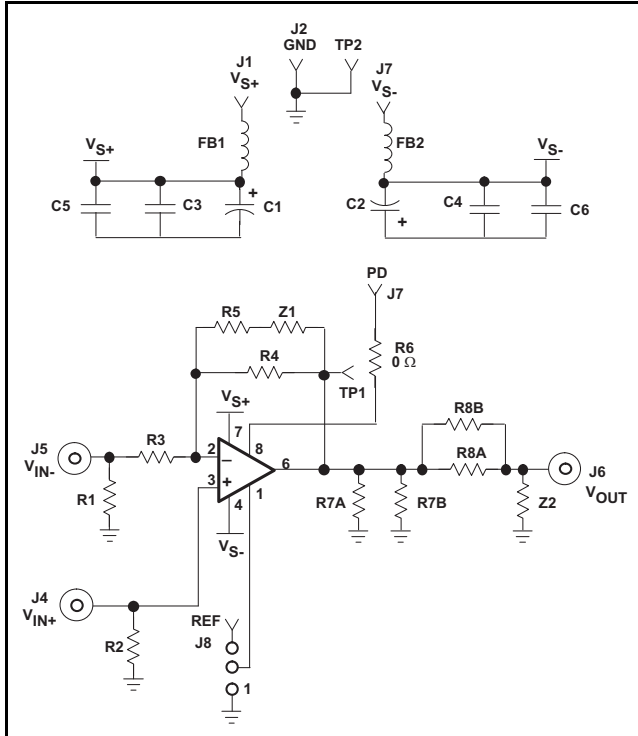 J2
GND
TP2
J1
VS+
J7
VS-
FB1
FB2
VS+
VS-
C5
C3
+
C1
C2
+
C4
C6
PD
J7
R5
Z1
R6
0 Ω
R4
TP1
VS+
7
8
R8B
J5
VIN-
R3
2
−
6
R8A
J6
VOUT
3
+
1
R1
4
R7A
R7B
Z2
VS-
J4
VIN+
REF
J8
R2
1